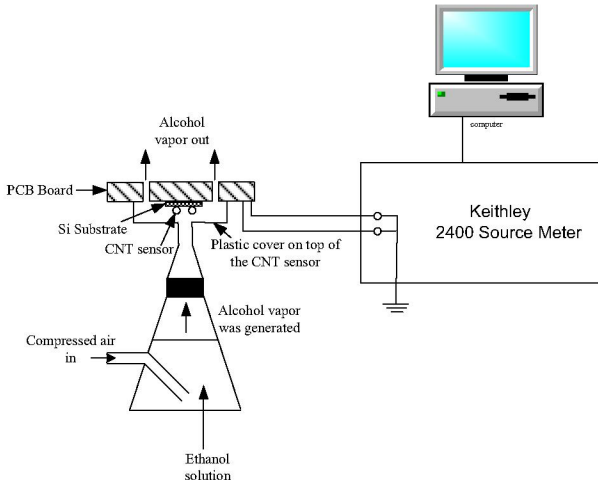 computer
Alcohol
vapor out
PCB Board
Si Substrate
CNT sensor
Plastic cover on top of
the CNT sensor
Keithley
2400 Source Meter
Alcohol vapor
was generated
Compressed air
in
Ethanol
solution